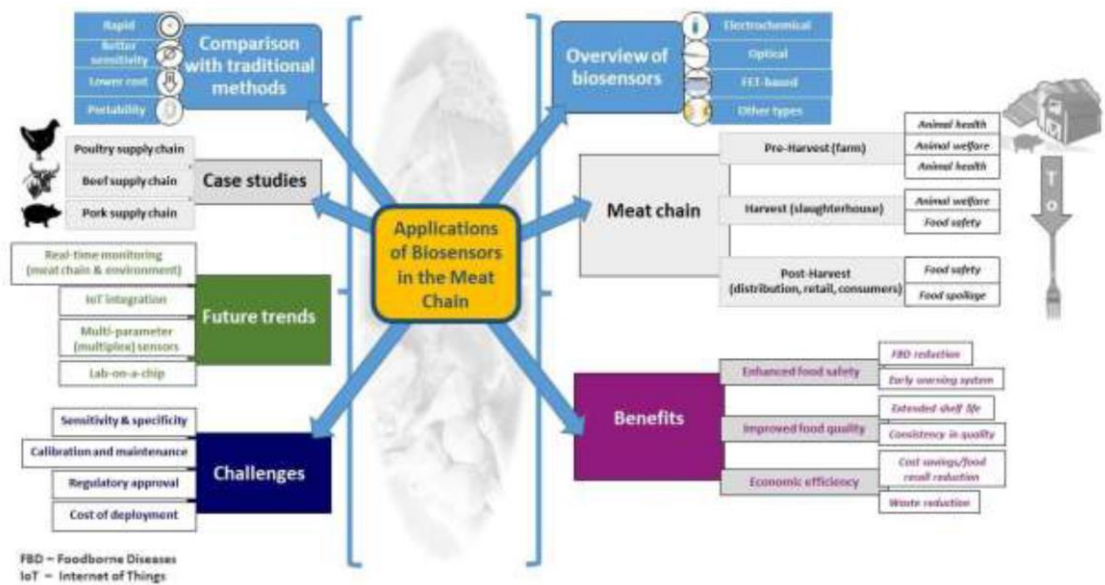 Rapid
Better
sensitivity
Lower cost
Portability
Comparison
with traditional
methods
Overview of
biosensors
Electrochemical
Optical
FET-based
Other types
Poultry supply chain
Beef supply chain
Pork supply chain
Case studies
Applications
of Biosensors
in the Meat
Chain
Meat chain
Pre-Harvest (farm)
Animal health
Animal welfare
Animal health
Harvest (slaughterhouse)
Animal welfare
Food safety
Post-Harvest
(distribution, retail, consumers)
Food safety
Food spoilage
To
Real-time monitoring
(meat chain & environment)
IoT integration
Multi-parameter
(multiplex) sensors
Lab-on-a-chip
Future trends
Sensitivity & specificity
Calibration and maintenance
Regulatory approval
Cost of deployment
Challenges
Benefits
Enhanced food safety
FBD reduction
Early warning system
Improved food quality
Extended shelf life
Consistency in quality
Economic efficiency
Cost savings/food
recall reduction
Waste reduction
FBD – Foodborne Diseases
IoT – Internet of Things